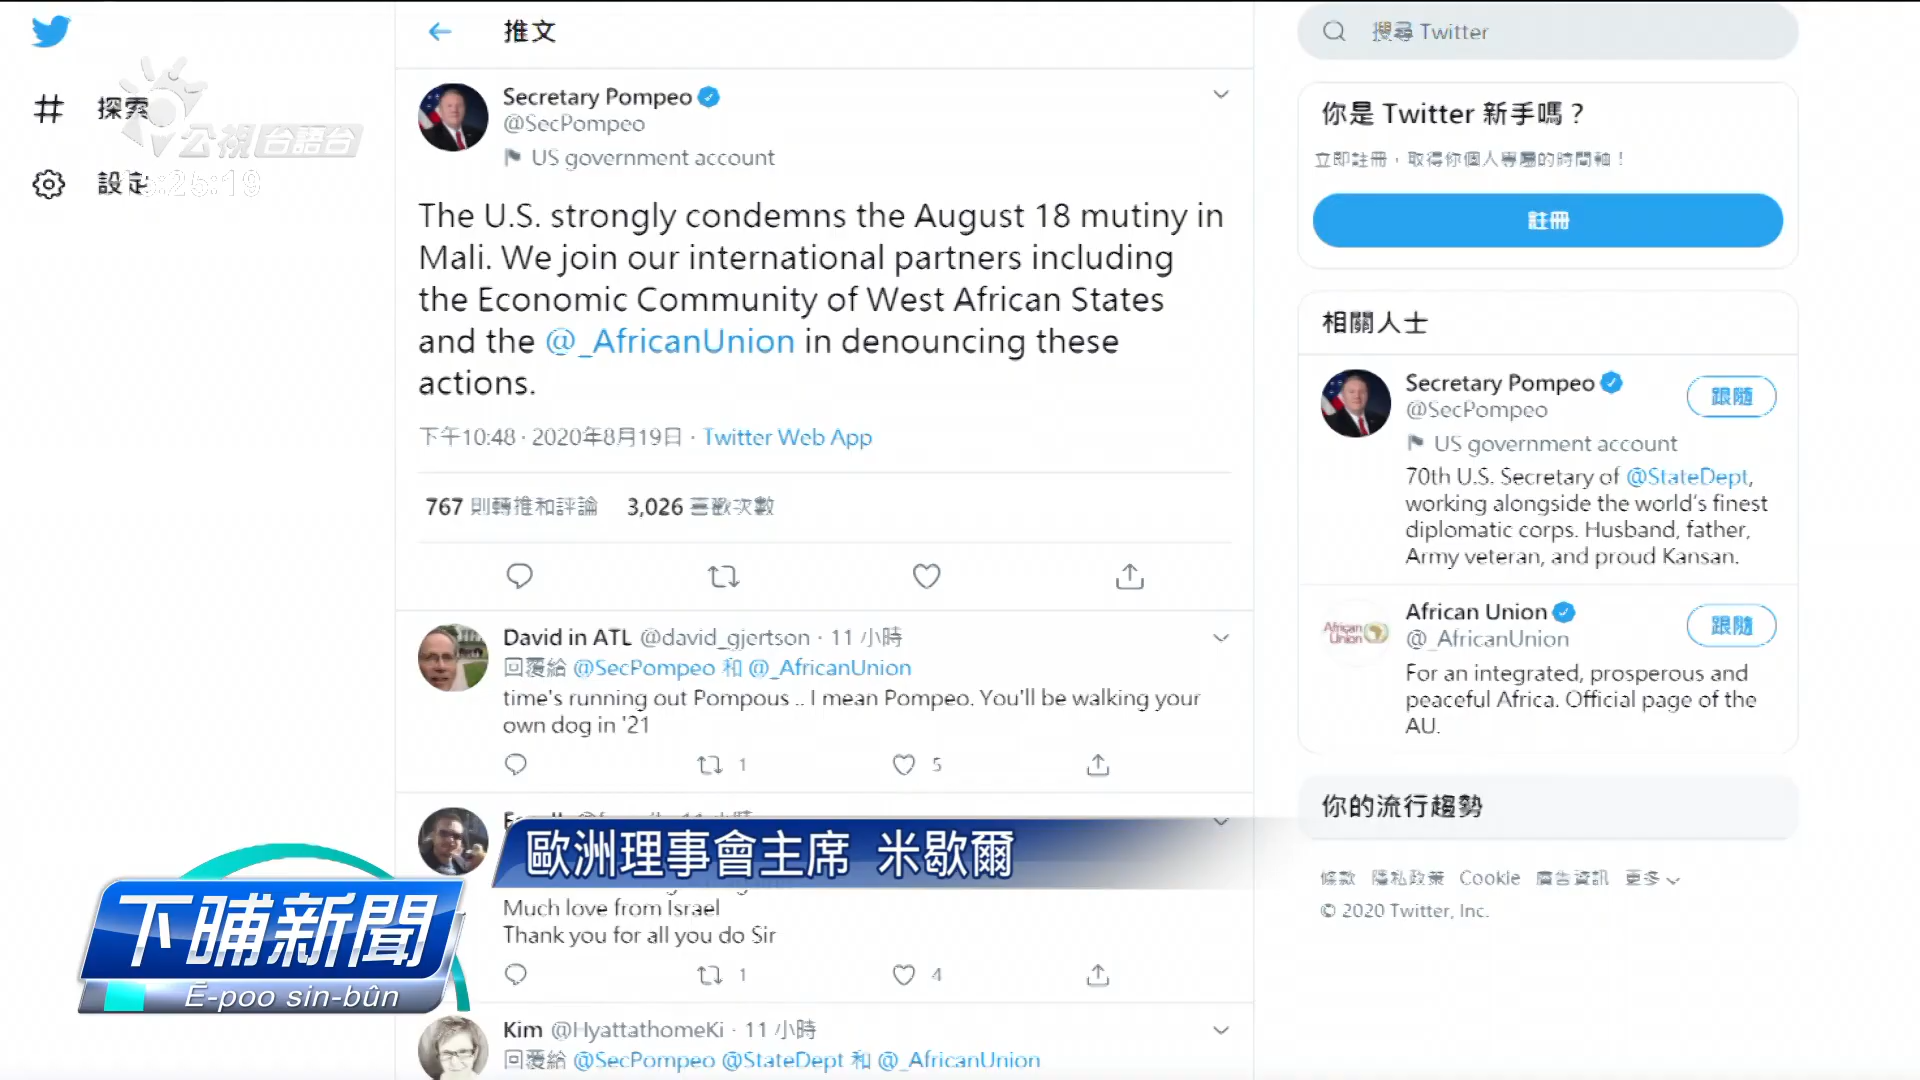 推文
搜尋 Twitter
# 探索
公視台語台
設定
:25:19
Secretary Pompeo
@SecPompeo
US government account
The U.S. strongly condemns the August 18 mutiny in
Mali. We join our international partners including
the Economic Community of West African States
and the @_AfricanUnion in denouncing these
actions.
下午10:48 · 2020年8月19日 · Twitter Web App
767 則轉推和評論 3,026 喜歡次數
David in ATL @david_gjertson · 11 小時
回覆給 @SecPompeo 和 @_AfricanUnion
time's running out Pompous .. I mean Pompeo. You'll be walking your
own dog in '21
1 5
歐洲理事會主席 米歇爾
Much love from Israel
Thank you for all you do Sir
1 4
Kim @HyattathomeKi · 11 小時
回覆給 @SecPompeo @StateDept 和 @_AfricanUnion
你是 Twitter 新手嗎？
立即註冊，取得你個人專屬的時間軸！
註冊
相關人士
Secretary Pompeo
@SecPompeo
跟隨
US government account
70th U.S. Secretary of @StateDept,
working alongside the world's finest
diplomatic corps. Husband, father,
Army veteran, and proud Kansan.
African
Union
African Union
@_AfricanUnion
跟隨
For an integrated, prosperous and
peaceful Africa. Official page of the
AU.
你的流行趨勢
條款 隱私政策 Cookie 廣告資訊 更多
© 2020 Twitter, Inc.
下晡新聞
Ē-poo sin-bûn